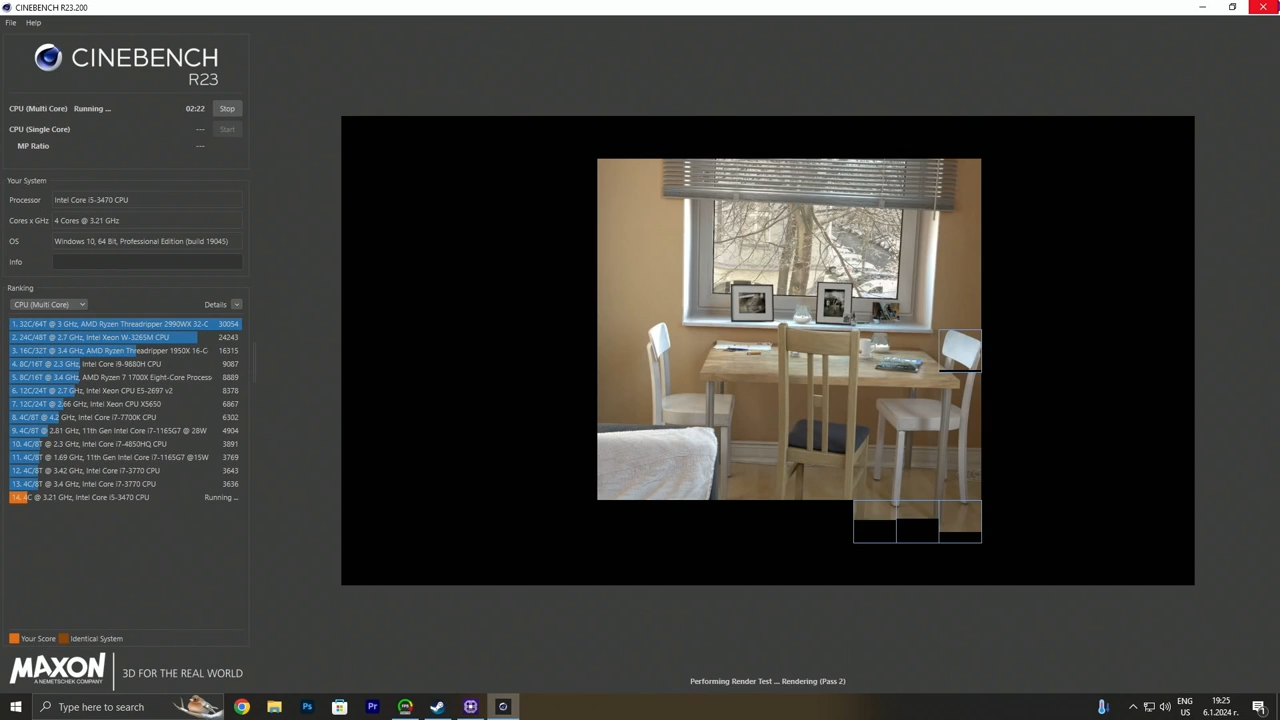 CINEBENCH R23.200
File Help
CINEBENCH
R23
CPU (Multi Core) Running ... 02:22 Stop
CPU (Single Core) --- Start
MP Ratio ---
Your System
Processor Intel Core i5-3470 CPU
Cores x GHz 4 Cores @ 3.21 GHz
OS Windows 10, 64 Bit, Professional Edition (build 19045)
Info
Ranking
CPU (Multi Core) Details
1. 32C/64T @ 3 GHz, AMD Ryzen Threadripper 2990WX 32-C 30054
2. 24C/48T @ 2.7 GHz, Intel Xeon W-3265M CPU 24243
3. 16C/32T @ 3.4 GHz, AMD Ryzen Threadripper 1950X 16-C 16315
4. 8C/16T @ 2.3 GHz, Intel Core i9-9880H CPU 9087
5. 8C/16T @ 3.4 GHz, AMD Ryzen 7 1700X Eight-Core Process 8889
6. 12C/24T @ 2.7 GHz, Intel Xeon CPU E5-2697 v2 8378
7. 12C/24T @ 2.66 GHz, Intel Xeon CPU X5650 6867
8. 4C/8T @ 4.2 GHz, Intel Core i7-7700K CPU 6302
9. 4C/8T @ 2.81 GHz, 11th Gen Intel Core i7-1165G7 @ 28W 4904
10. 4C/8T @ 2.3 GHz, Intel Core i7-4850HQ CPU 3891
11. 4C/8T @ 1.69 GHz, 11th Gen Intel Core i7-1165G7 @15W 3769
12. 4C/8T @ 3.42 GHz, Intel Core i7-3770 CPU 3643
13. 4C/8T @ 3.4 GHz, Intel Core i7-3770 CPU 3636
14. 4C @ 3.21 GHz, Intel Core i5-3470 CPU Running ...
Your Score Identical System
MAXON
A NEMETSCHEK COMPANY
3D FOR THE REAL WORLD
Performing Render Test ... Rendering (Pass 2)
Type here to search
Ps
Pr
ENG
US
19:25
6.1.2024 г.
1